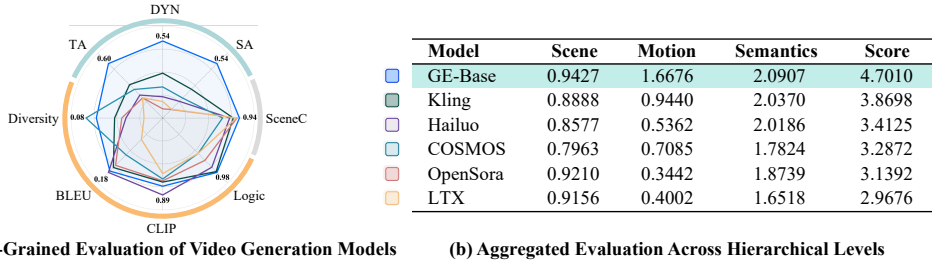 DYN
TA
SA
0.54
0.60
0.54
Diversity
0.08
0.94
SceneC
0.18
0.98
BLEU
Logic
0.89
CLIP
-Grained Evaluation of Video Generation Models
Model Scene Motion Semantics Score
GE-Base 0.9427 1.6676 2.0907 4.7010
Kling 0.8888 0.9440 2.0370 3.8698
Hailuo 0.8577 0.5362 2.0186 3.4125
COSMOS 0.7963 0.7085 1.7824 3.2872
OpenSora 0.9210 0.3442 1.8739 3.1392
LTX 0.9156 0.4002 1.6518 2.9676
(b) Aggregated Evaluation Across Hierarchical Levels